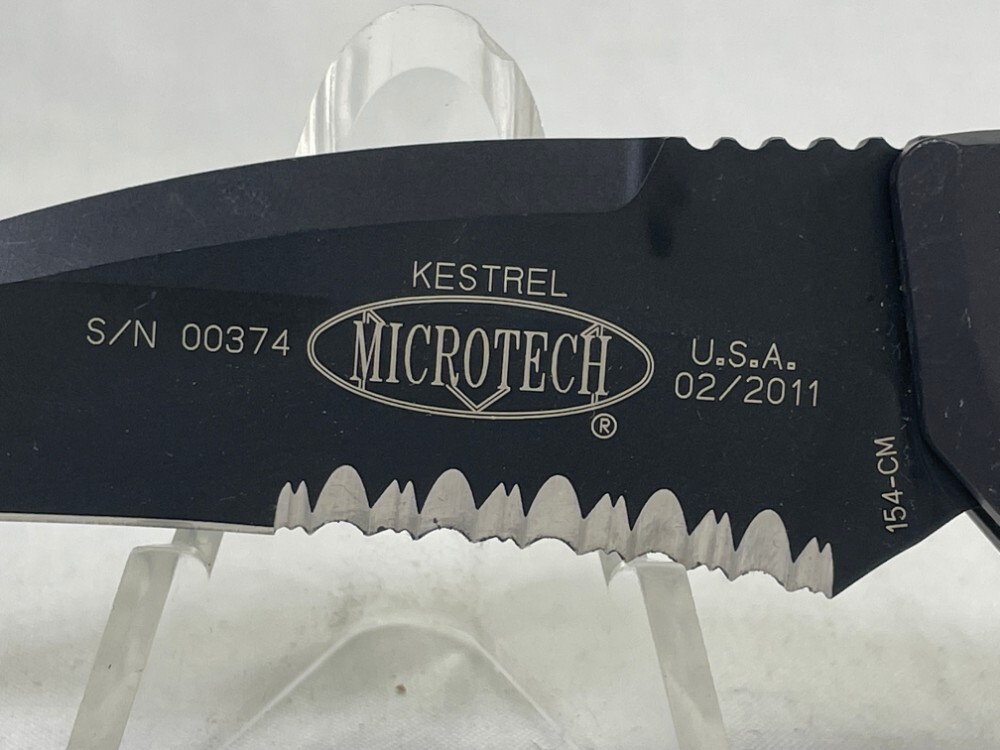 KESTREL
S/N 00374
MICROTECH
®
U.S.A.
02/2011
154-CM